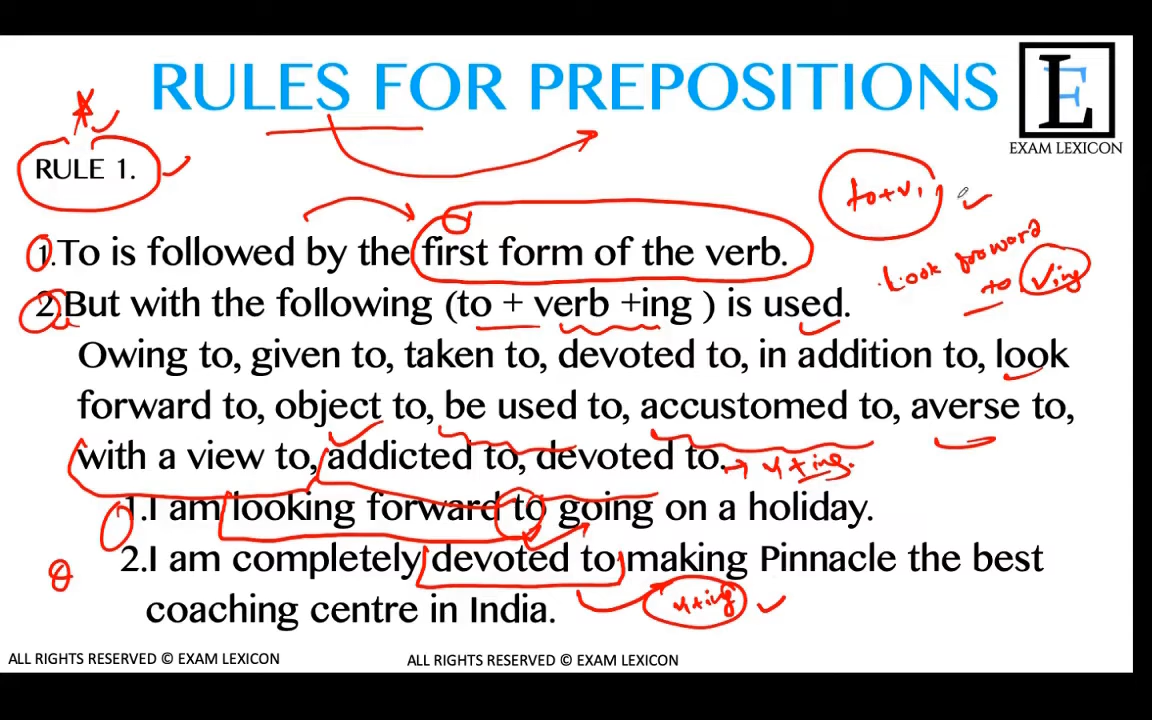 RULES FOR PREPOSITIONS
LE
EXAM LEXICON
RULE 1.
to+v1
1.To is followed by the first form of the verb.
Look forward
to Ving
2.But with the following (to + verb +ing ) is used.
Owing to, given to, taken to, devoted to, in addition to, look
forward to, object to, be used to, accustomed to, averse to,
with a view to, addicted to, devoted to. → v+ing.
1.I am looking forward to going on a holiday.
2.I am completely devoted to making Pinnacle the best
coaching centre in India. v+ing
ALL RIGHTS RESERVED © EXAM LEXICON ALL RIGHTS RESERVED © EXAM LEXICON